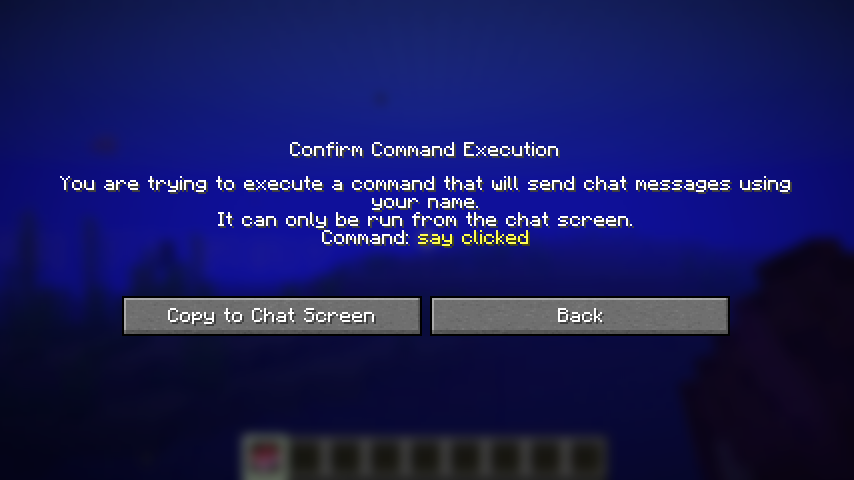 Confirm Command Execution
You are trying to execute a command that will send chat messages using
your name.
It can only be run from the chat screen.
Command: say clicked
Copy to Chat Screen
Back